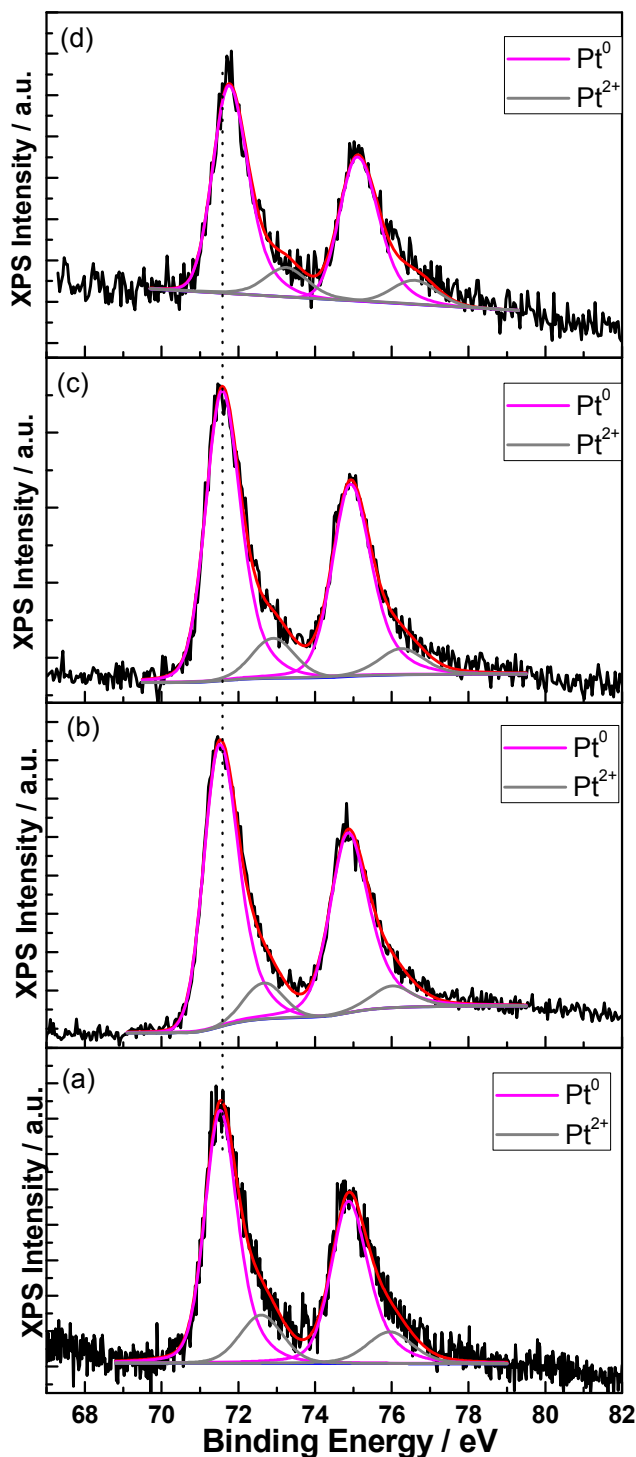 (d)
Pt⁰
Pt²⁺
XPS Intensity / a.u.
(c)
Pt⁰
Pt²⁺
XPS Intensity / a.u.
(b)
Pt⁰
Pt²⁺
XPS Intensity / a.u.
(a)
Pt⁰
Pt²⁺
XPS Intensity / a.u.
68 70 72 74 76 78 80 82
Binding Energy / eV